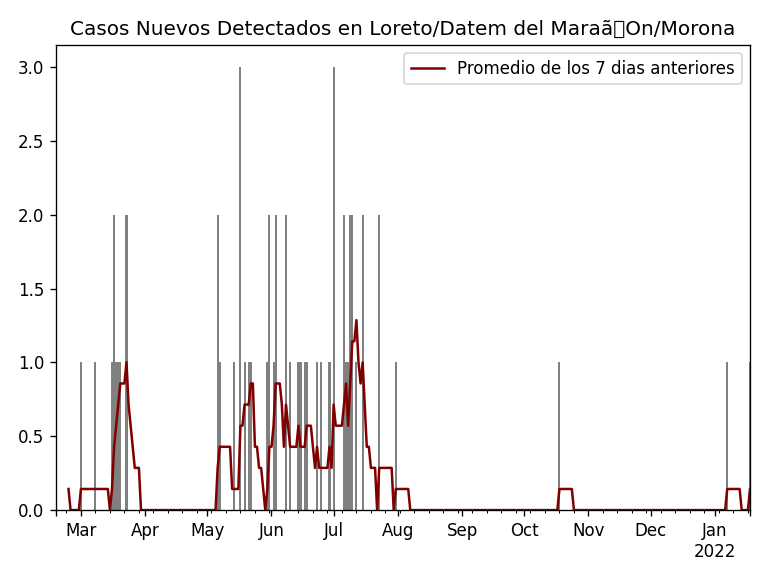 Casos Nuevos Detectados en Loreto/Datem del Maraã▯On/Morona
Promedio de los 7 dias anteriores
3.0
2.5
2.0
1.5
1.0
0.5
0.0
Mar Apr May Jun Jul Aug Sep Oct Nov Dec Jan
2022